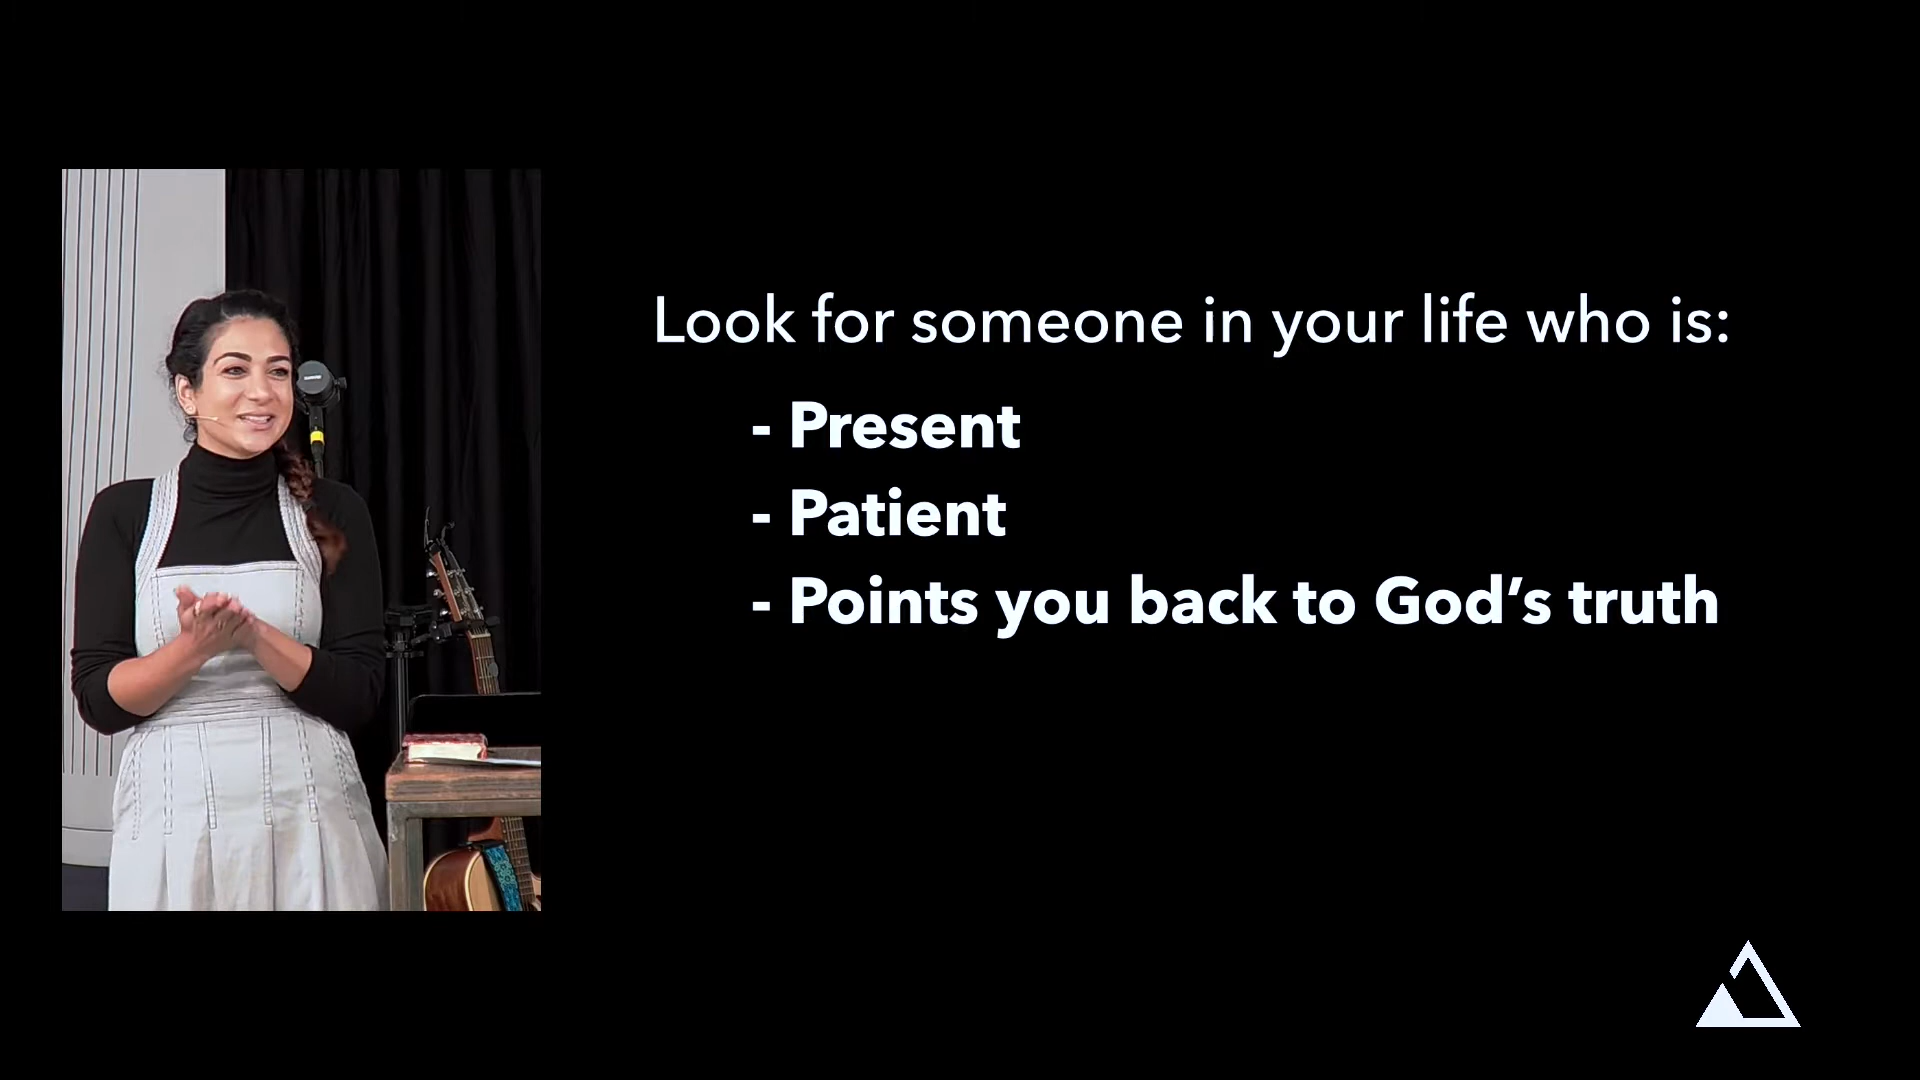 Look for someone in your life who is:
- Present
- Patient
- Points you back to God’s truth